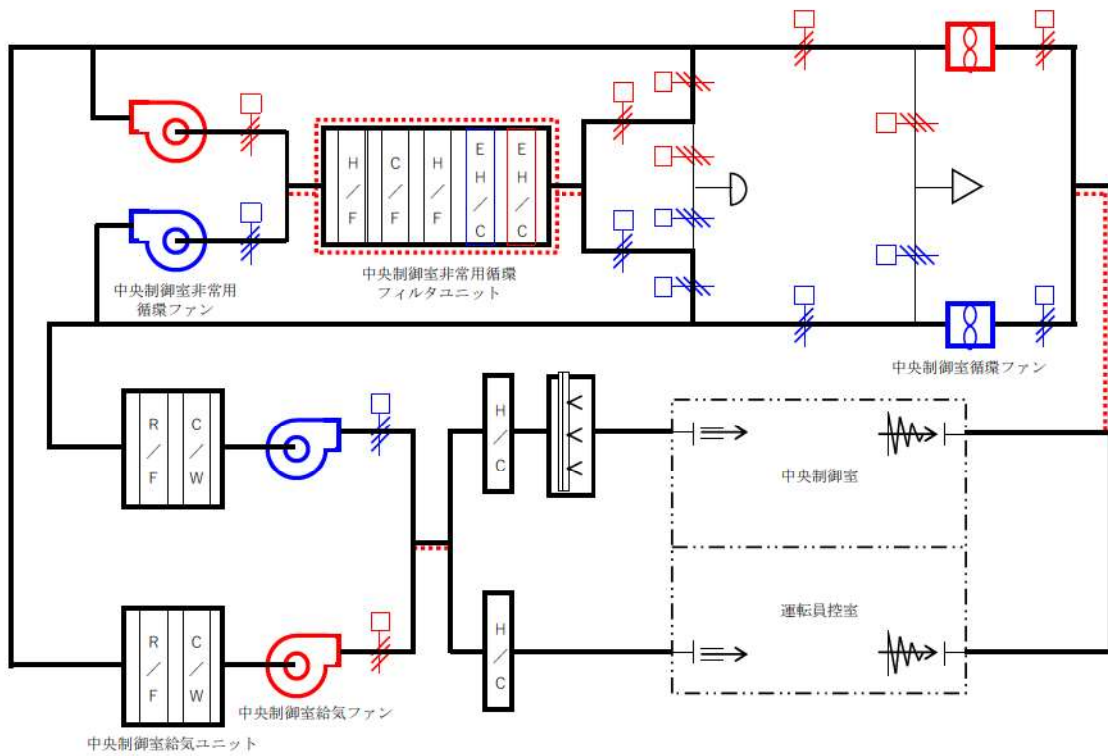 H/F
C/F
H/F
EH/C
EH/C
中央制御室非常用
循環ファン
中央制御室非常用循環
フィルタユニット
中央制御室循環ファン
R/F
C/W
H/C
中央制御室
R/F
C/W
H/C
運転員控室
中央制御室給気ファン
中央制御室給気ユニット